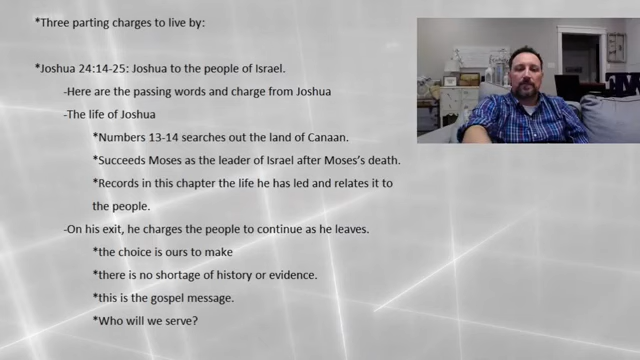 *Three parting charges to live by:
*Joshua 24:14-25: Joshua to the people of Israel.
-Here are the passing words and charge from Joshua
-The life of Joshua
*Numbers 13-14 searches out the land of Canaan.
*Succeeds Moses as the leader of Israel after Moses's death.
*Records in this chapter the life he has led and relates it to
the people.
-On his exit, he charges the people to continue as he leaves.
*the choice is ours to make
*there is no shortage of history or evidence.
*this is the gospel message.
*Who will we serve?